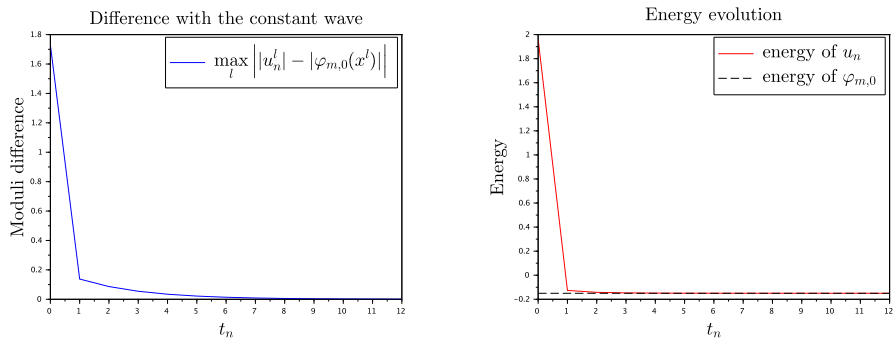 Difference with the constant wave
1.8
1.6
1.4
1.2
1
0.8
0.6
0.4
0.2
0
0 1 2 3 4 5 6 7 8 9 10 11 12
Moduli difference
t_n
max_l ||u_n^l| − |φ_{m,0}(x^l)||
Energy evolution
2
1.8
1.6
1.4
1.2
1
0.8
0.6
0.4
0.2
0
−0.2
0 1 2 3 4 5 6 7 8 9 10 11 12
Energy
t_n
energy of u_n
energy of φ_{m,0}